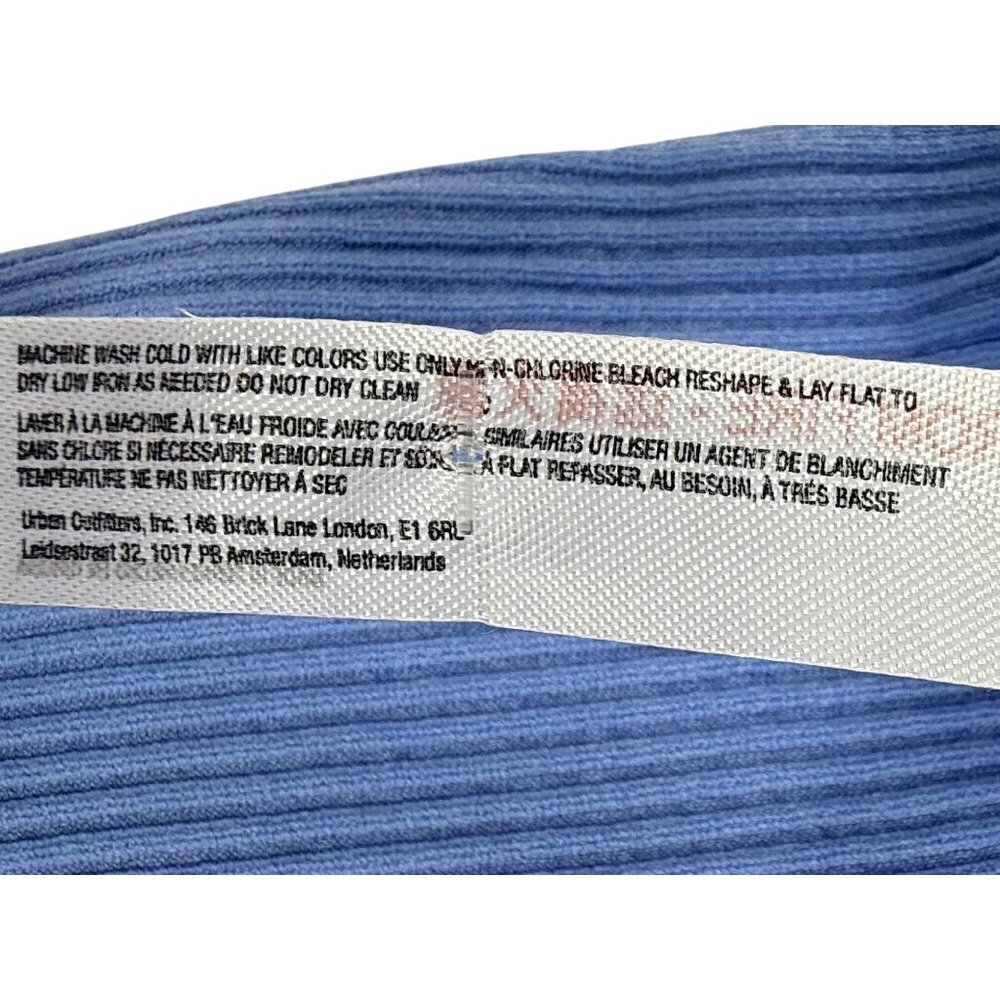 MACHINE WASH COLD WITH LIKE COLORS USE ONLY N-CHLORINE BLEACH RESHAPE & LAY FLAT TO
DRY LOW IRON AS NEEDED DO NOT DRY CLEAN
LAVER À LA MACHINE À L'EAU FROIDE AVEC SIMILAIRES UTILISER UN AGENT DE BLANCHIMENT
SANS CHLORE SI NÉCESSAIRE REMODELER ET À FLAT REPASSER, AU BESOIN, À TRÉS BASSE
TEMPÉRATURE NE PAS NETTOYER À SEC
Urban Outfitters, Inc. 146 Brick Lane London, E1 6RL-
Leidsestraat 32, 1017 PB Amsterdam, Netherlands